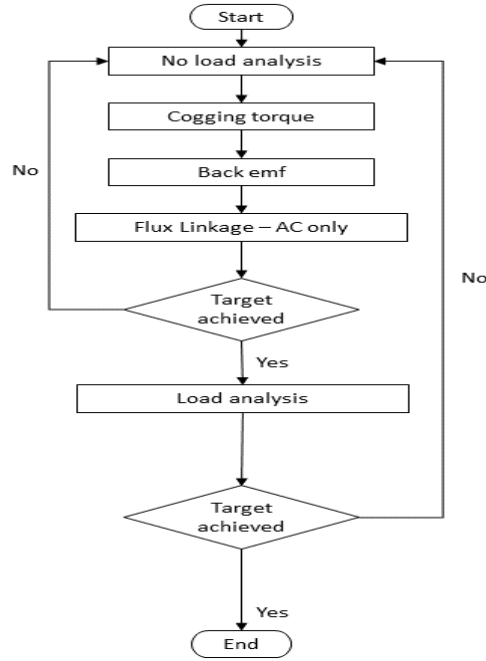 Start
No load analysis
Cogging torque
No
Back emf
Flux Linkage – AC only
No
Target
achieved
Yes
Load analysis
Target
achieved
Yes
End